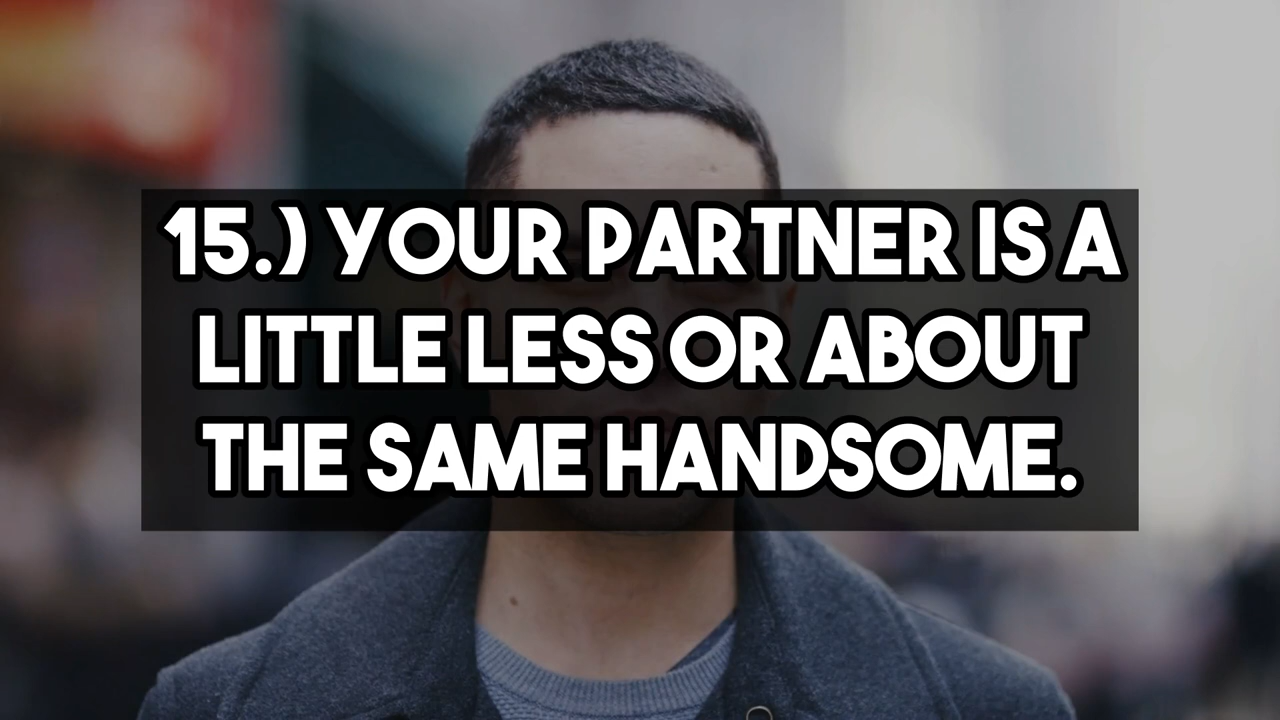 15.) YOUR PARTNER IS A
LITTLE LESS OR ABOUT
THE SAME HANDSOME.